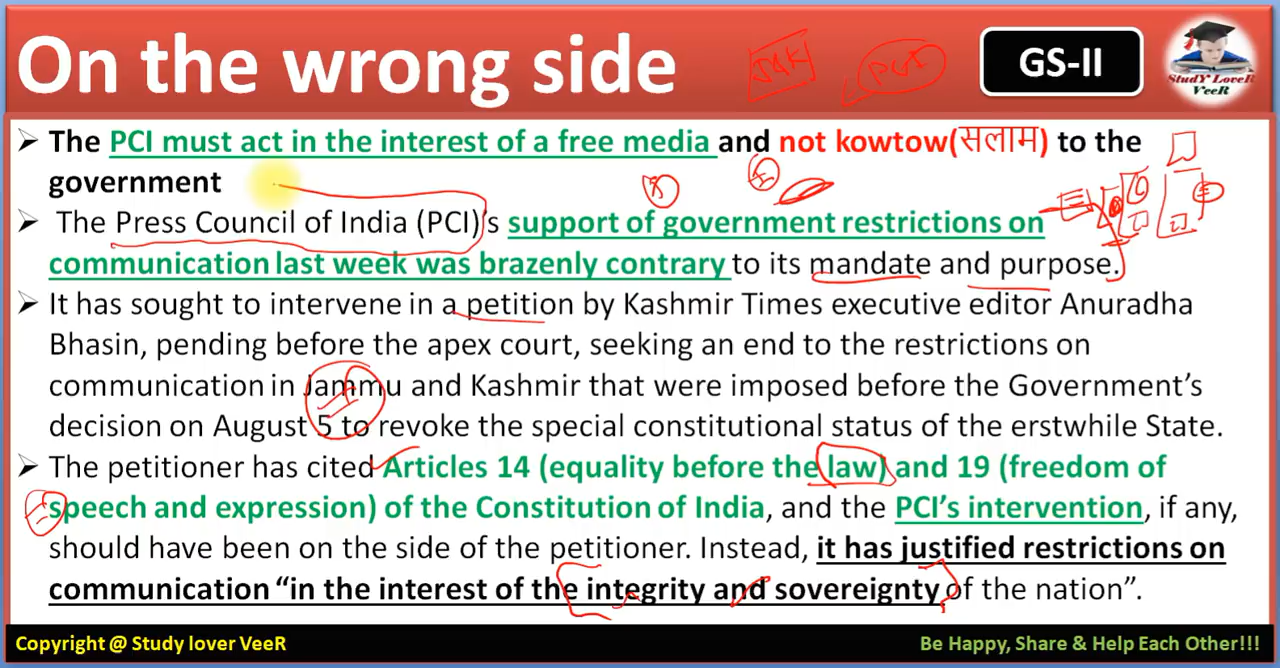 On the wrong side
J&K
PCI
GS-II
StudY LoveR
VeeR
➢ The PCI must act in the interest of a free media and not kowtow(सलाम) to the
government
➢ The Press Council of India (PCI)'s support of government restrictions on
communication last week was brazenly contrary to its mandate and purpose.
➢ It has sought to intervene in a petition by Kashmir Times executive editor Anuradha
Bhasin, pending before the apex court, seeking an end to the restrictions on
communication in Jammu and Kashmir that were imposed before the Government's
decision on August 5 to revoke the special constitutional status of the erstwhile State.
➢ The petitioner has cited Articles 14 (equality before the law) and 19 (freedom of
speech and expression) of the Constitution of India, and the PCI's intervention, if any,
should have been on the side of the petitioner. Instead, it has justified restrictions on
communication “in the interest of the integrity and sovereignty of the nation”.
Copyright @ Study lover VeeR
Be Happy, Share & Help Each Other!!!